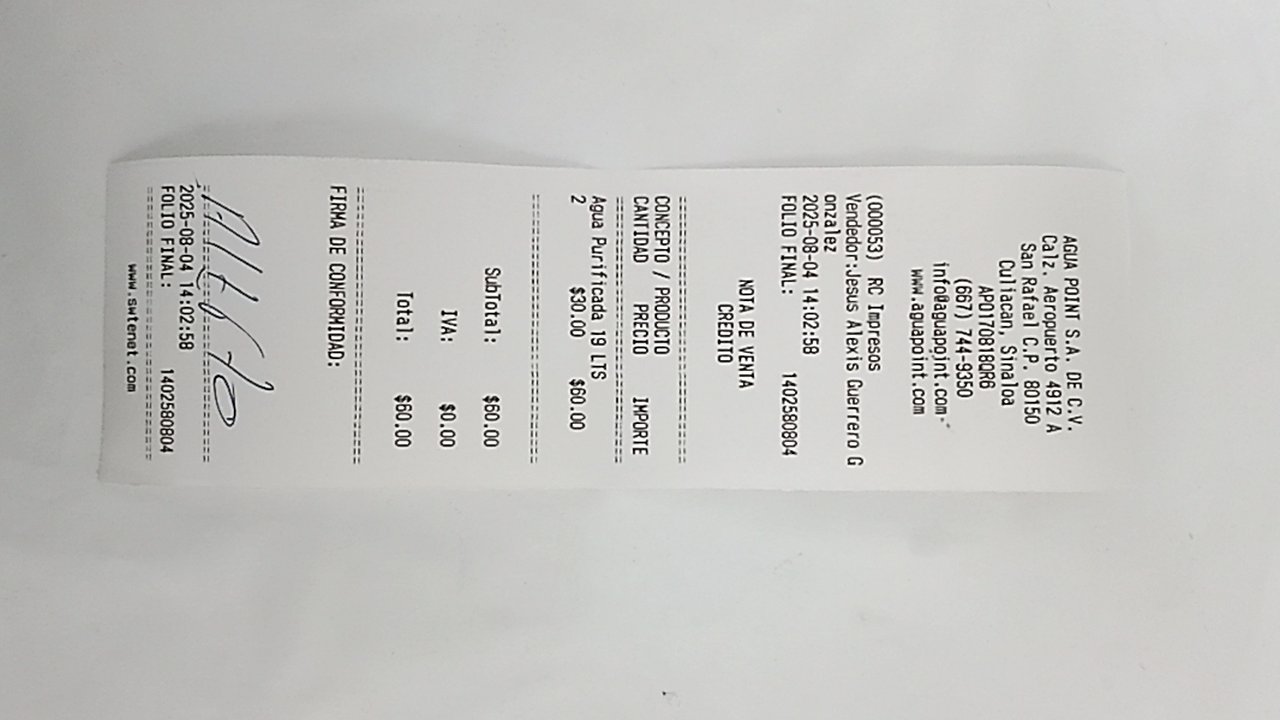 AGUA POINT S.A. DE C.V.
Calz. Aeropuerto 4912 A
San Rafael C.P. 80150
Culiacan, Sinaloa
APO170818QR6
(667) 744-9350
info@aguapoint.com
www.aguapoint.com
(000053) RC Impresos
Vendedor:Jesus Alexis Guerrero G
onzalez
2025-08-04 14:02:58
FOLIO FINAL: 1402580804
NOTA DE VENTA
CREDITO
CONCEPTO / PRODUCTO
CANTIDAD PRECIO IMPORTE
Agua Purificada 19 LTS
2 $30.00 $60.00
SubTotal: $60.00
IVA: $0.00
Total: $60.00
FIRMA DE CONFORMIDAD:
2025-08-04 14:02:58
FOLIO FINAL: 1402580804
www.swtenet.com